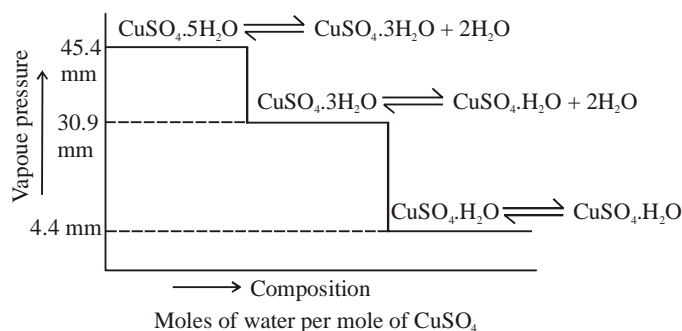 CuSO₄.5H₂O ⇌ CuSO₄.3H₂O + 2H₂O
45.4
mm
CuSO₄.3H₂O ⇌ CuSO₄.H₂O + 2H₂O
30.9
mm
Vapoue pressure
CuSO₄.H₂O ⇌ CuSO₄.H₂O
4.4 mm
Composition
Moles of water per mole of CuSO₄